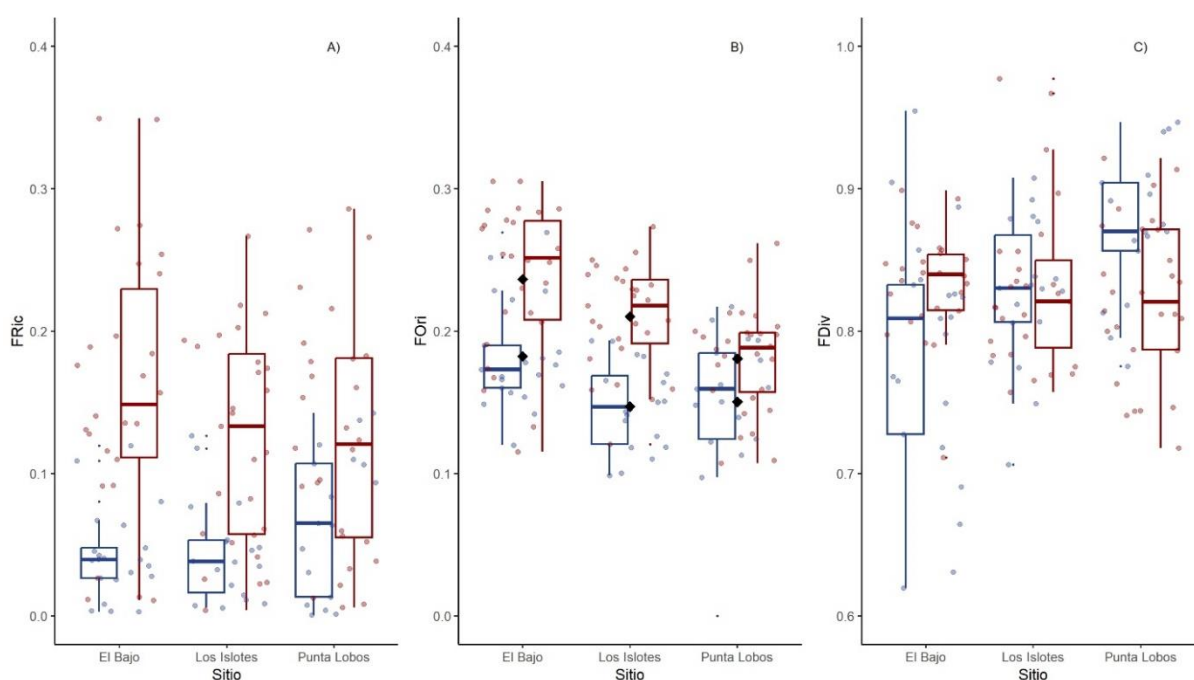 A)
0.4
0.3
0.2
0.1
0.0
FRic
El Bajo Los Islotes Punta Lobos
Sitio
B)
0.4
0.3
0.2
0.1
0.0
FOri
El Bajo Los Islotes Punta Lobos
Sitio
C)
1.0
0.9
0.8
0.7
0.6
FDiv
El Bajo Los Islotes Punta Lobos
Sitio